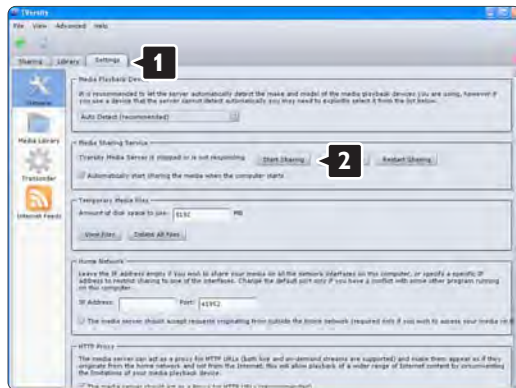 TVersity
File View Advanced Help
Sharing Library Settings
1
Media Playback Device
It is recommended to let the server automatically detect the make and model of the media playback devices you are using, however if
you use a device that the server cannot detect automatically you may need to explicitly select it from the list below.
Auto Detect (recommended)
Media Library
Media Sharing Service
TVersity Media Server is stopped or is not responding Start Sharing 2 Restart Sharing
Automatically start sharing the media when the computer starts
Transcoder
Temporary Media Files
Internet Feeds
Amount of disk space to use: 8192 MB
View Files Delete All Files
Home Network
Leave the IP address empty if you wish to share your media on all the network interfaces on this computer, or specify a specific IP
address to restrict sharing to one of the interfaces. Change the default port only if you have a conflict with some other program running
on this computer.
IP Address: Port: 41952
The media server should accept requests originating from outside the home network (required only if you wish to access your media on
HTTP Proxy
The media server can act as a proxy for HTTP URLs (both live and on-demand streams are supported) and make them appear as if they
originate from the home network and not from the Internet, this will allow playback of a wider range of Internet content by circumventing
the limitations of your media playback device.
The media server should act as a Proxy for HTTP URLs (recommended)